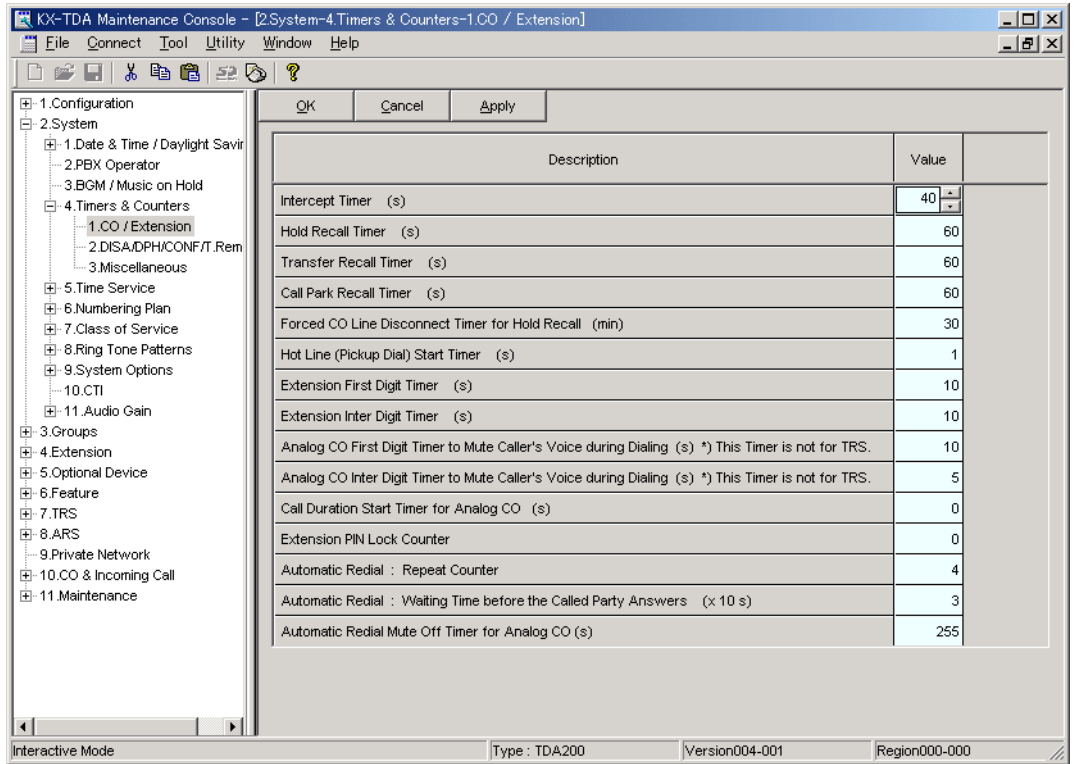 KX-TDA Maintenance Console - [2.System-4.Timers & Counters-1.CO / Extension]
File Connect Tool Utility Window Help
OK Cancel Apply
1.Configuration
2.System
1.Date & Time / Daylight Savin
2.PBX Operator
3.BGM / Music on Hold
4.Timers & Counters
1.CO / Extension
2.DISA/DPH/CONF/T.Rem
3.Miscellaneous
5.Time Service
6.Numbering Plan
7.Class of Service
8.Ring Tone Patterns
9.System Options
10.CTI
11.Audio Gain
3.Groups
4.Extension
5.Optional Device
6.Feature
7.TRS
8.ARS
9.Private Network
10.CO & Incoming Call
11.Maintenance
Description Value
Intercept Timer (s) 40
Hold Recall Timer (s) 60
Transfer Recall Timer (s) 60
Call Park Recall Timer (s) 60
Forced CO Line Disconnect Timer for Hold Recall (min) 30
Hot Line (Pickup Dial) Start Timer (s) 1
Extension First Digit Timer (s) 10
Extension Inter Digit Timer (s) 10
Analog CO First Digit Timer to Mute Caller's Voice during Dialing (s) *) This Timer is not for TRS. 10
Analog CO Inter Digit Timer to Mute Caller's Voice during Dialing (s) *) This Timer is not for TRS. 5
Call Duration Start Timer for Analog CO (s) 0
Extension PIN Lock Counter 0
Automatic Redial : Repeat Counter 4
Automatic Redial : Waiting Time before the Called Party Answers (x 10 s) 3
Automatic Redial Mute Off Timer for Analog CO (s) 255
Interactive Mode Type : TDA200 Version004-001 Region000-000